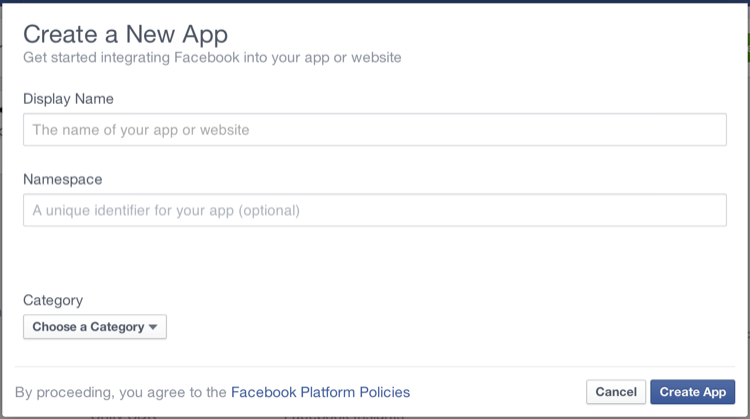 Create a New App
Get started integrating Facebook into your app or website
Display Name
The name of your app or website
Namespace
A unique identifier for your app (optional)
Category
Choose a Category
By proceeding, you agree to the Facebook Platform Policies
Cancel
Create App